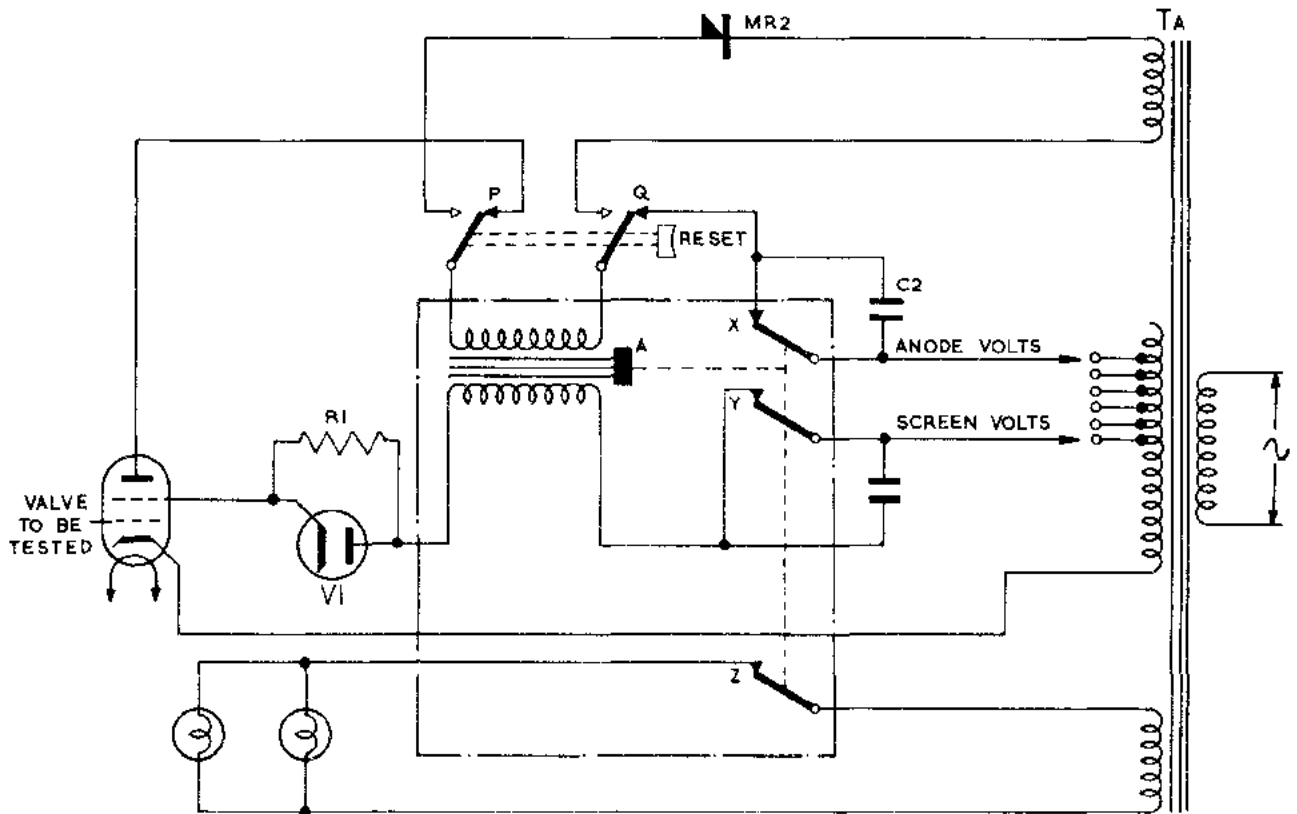 MR2
TA
P
Q
RESET
C2
X
A
ANODE VOLTS
Y
SCREEN VOLTS
R1
VALVE
TO BE
TESTED
V1
Z